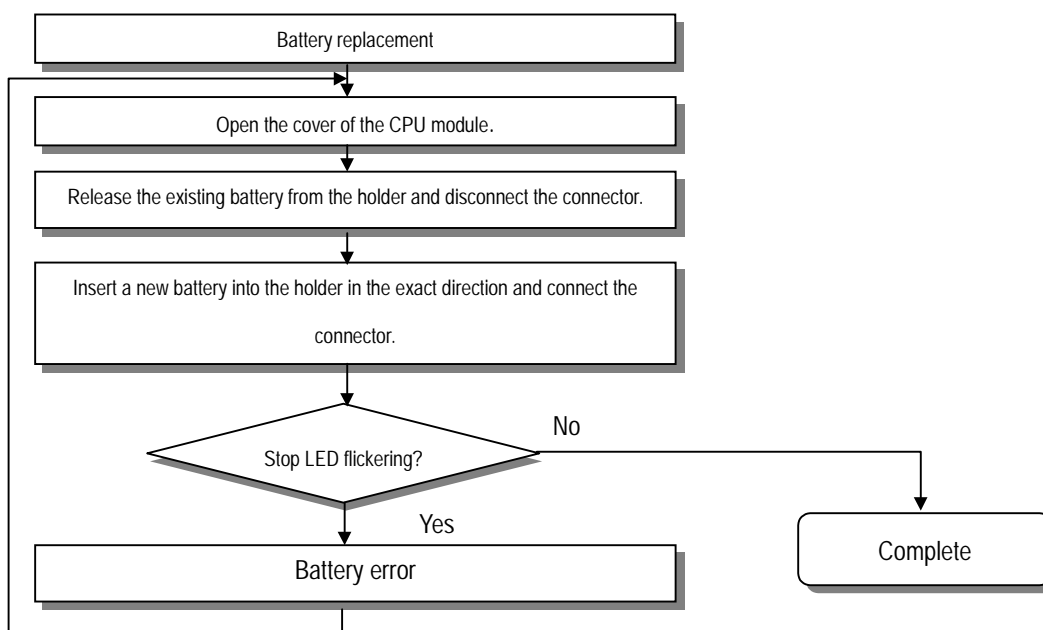 Battery replacement
Open the cover of the CPU module.
Release the existing battery from the holder and disconnect the connector.
Insert a new battery into the holder in the exact direction and connect the
connector.
Stop LED flickering?
No
Yes
Complete
Battery error